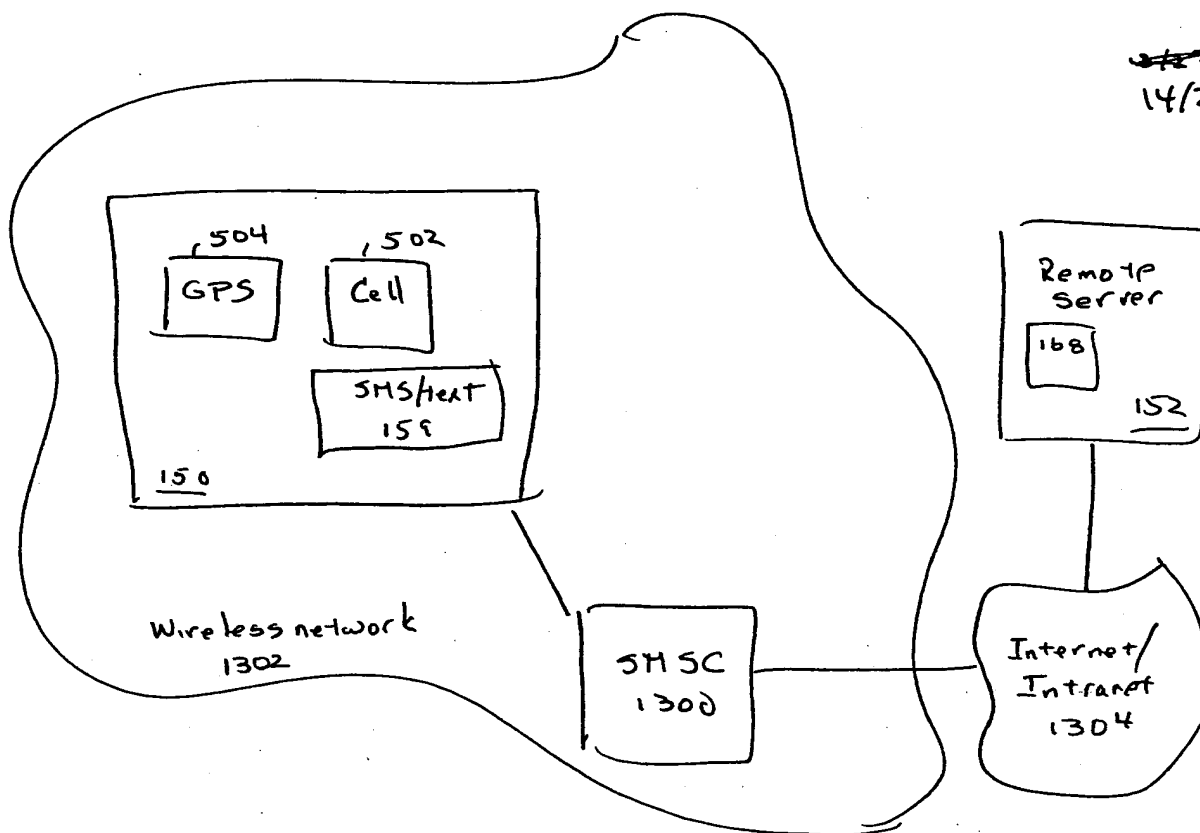 14/
504
502
GPS
Cell
SMS/text
159
150
Remote
Server
168
152
Wireless network
1302
SMSC
1300
Internet/
Intranet
1304